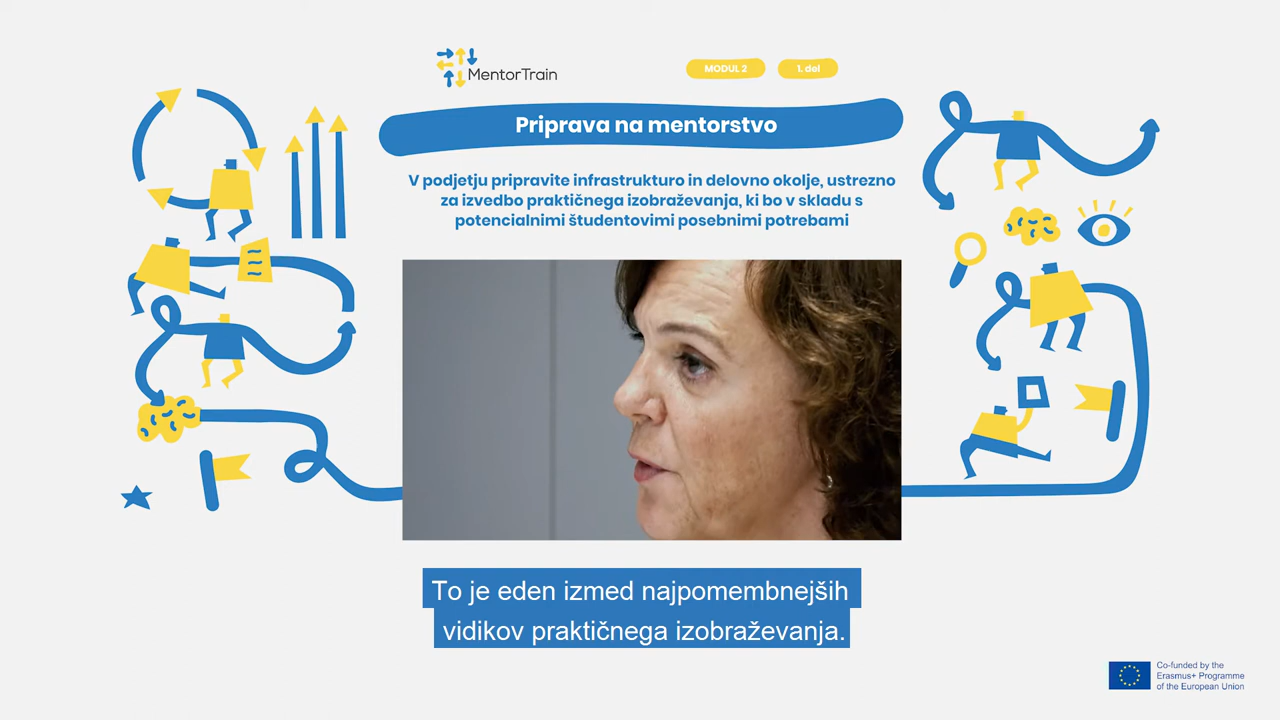 MentorTrain
MODUL 2
1. del
Priprava na mentorstvo
V podjetju pripravite infrastrukturo in delovno okolje, ustrezno
za izvedbo praktičnega izobraževanja, ki bo v skladu s
potencialnimi študentovimi posebnimi potrebami
To je eden izmed najpomembnejših
vidikov praktičnega izobraževanja.
Co-funded by the
Erasmus+ Programme
of the European Union